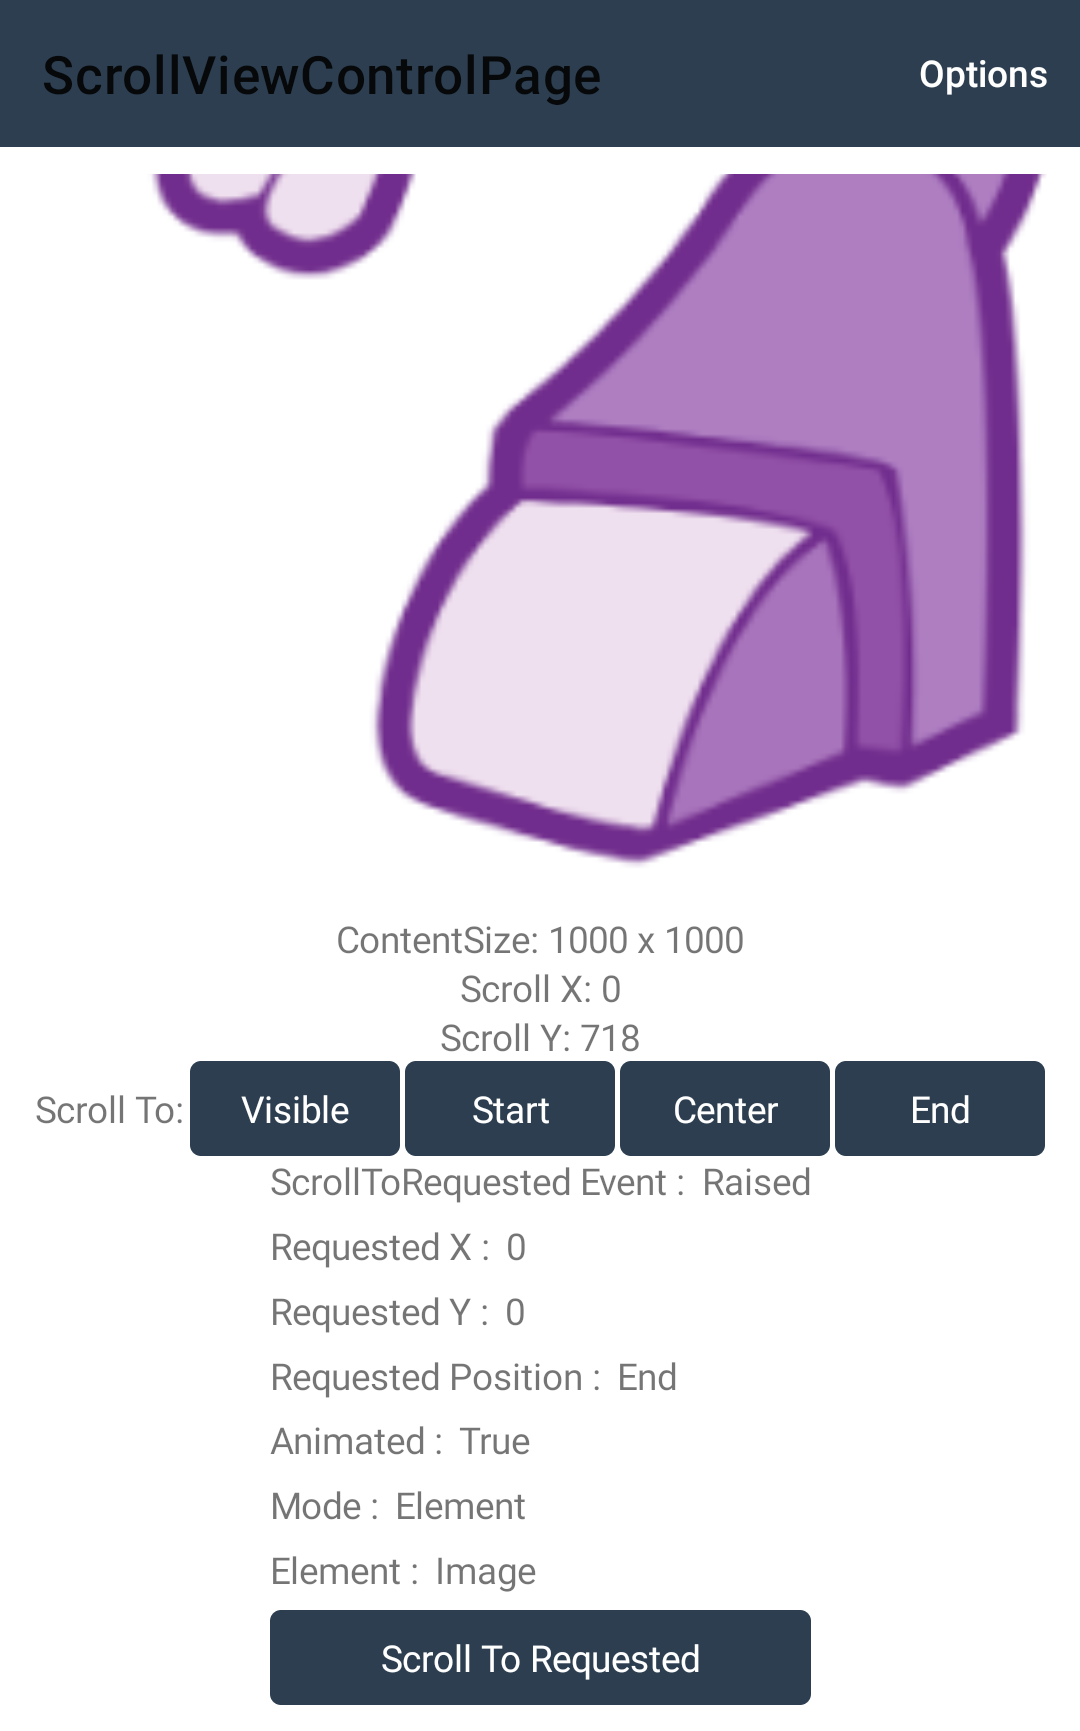 ScrollViewControlPage Options
ContentSize: 1000 x 1000
Scroll X: 0
Scroll Y: 718
Scroll To: Visible Start Center End
ScrollToRequested Event : Raised
Requested X : 0
Requested Y : 0
Requested Position : End
Animated : True
Mode : Element
Element : Image
Scroll To Requested